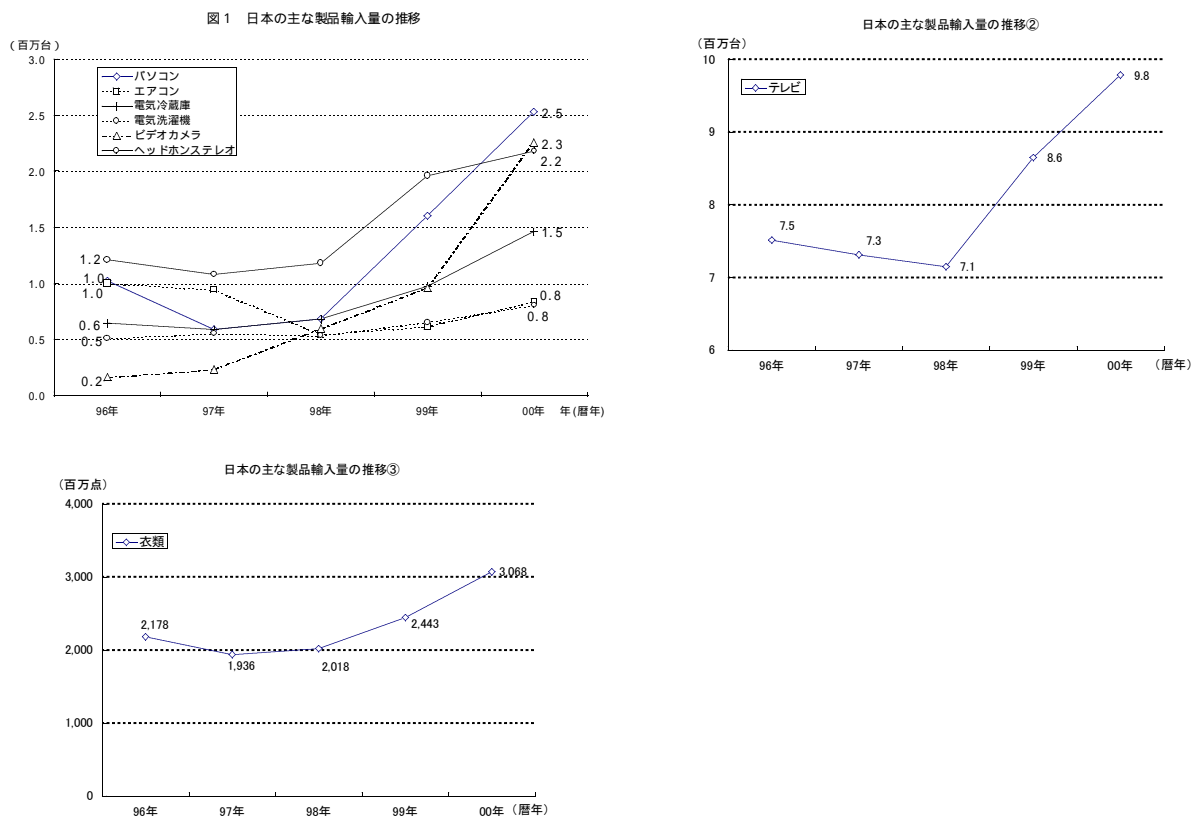 図1 日本の主な製品輸入量の推移
(百万台)
3.0
2.5
2.0
1.5
1.0
0.5
0.0
パソコン
エアコン
電気冷蔵庫
電気洗濯機
ビデオカメラ
ヘッドホンステレオ
1.2
1.0
1.0
0.6
0.5
0.2
2.5
2.3
2.2
1.5
0.8
0.8
96年 97年 98年 99年 00年 年(暦年)
日本の主な製品輸入量の推移②
(百万台)
10
9
8
7
6
テレビ
7.5
7.3
7.1
8.6
9.8
96年 97年 98年 99年 00年 (暦年)
日本の主な製品輸入量の推移③
(百万点)
4,000
3,000
2,000
1,000
0
衣類
2,178
1,936
2,018
2,443
3,068
96年 97年 98年 99年 00年 (暦年)